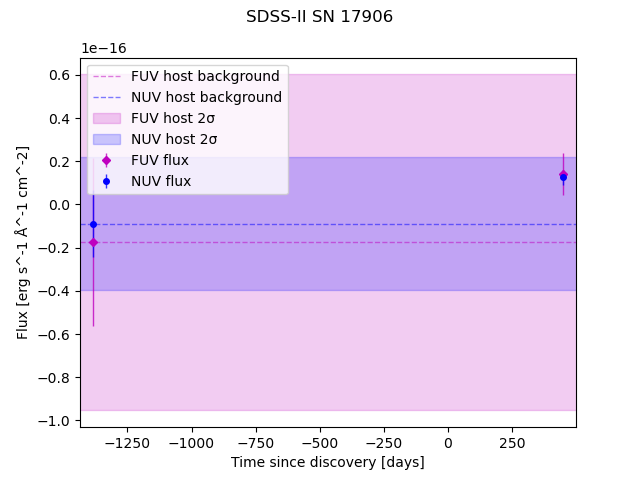 SDSS-II SN 17906
1e−16
FUV host background
NUV host background
FUV host 2σ
NUV host 2σ
FUV flux
NUV flux
0.6
0.4
0.2
0.0
−0.2
−0.4
−0.6
−0.8
−1.0
Flux [erg s^-1 Å^-1 cm^-2]
−1250 −1000 −750 −500 −250 0 250
Time since discovery [days]